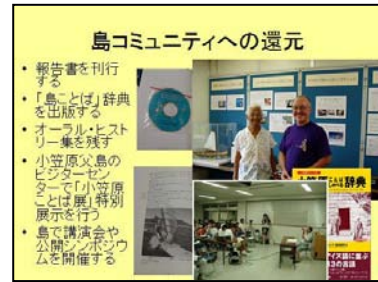 島コミュニティへの還元
• 報告書を刊行
する
• 「島ことば」辞典
を出版する
• オーラル・ヒスト
リー集を残す
• 小笠原父島の
ビジターセン
ターで「小笠原
ことば展」特別
展示を行う
• 島で講演会や
公開シンポジウ
ムを開催する
辞典